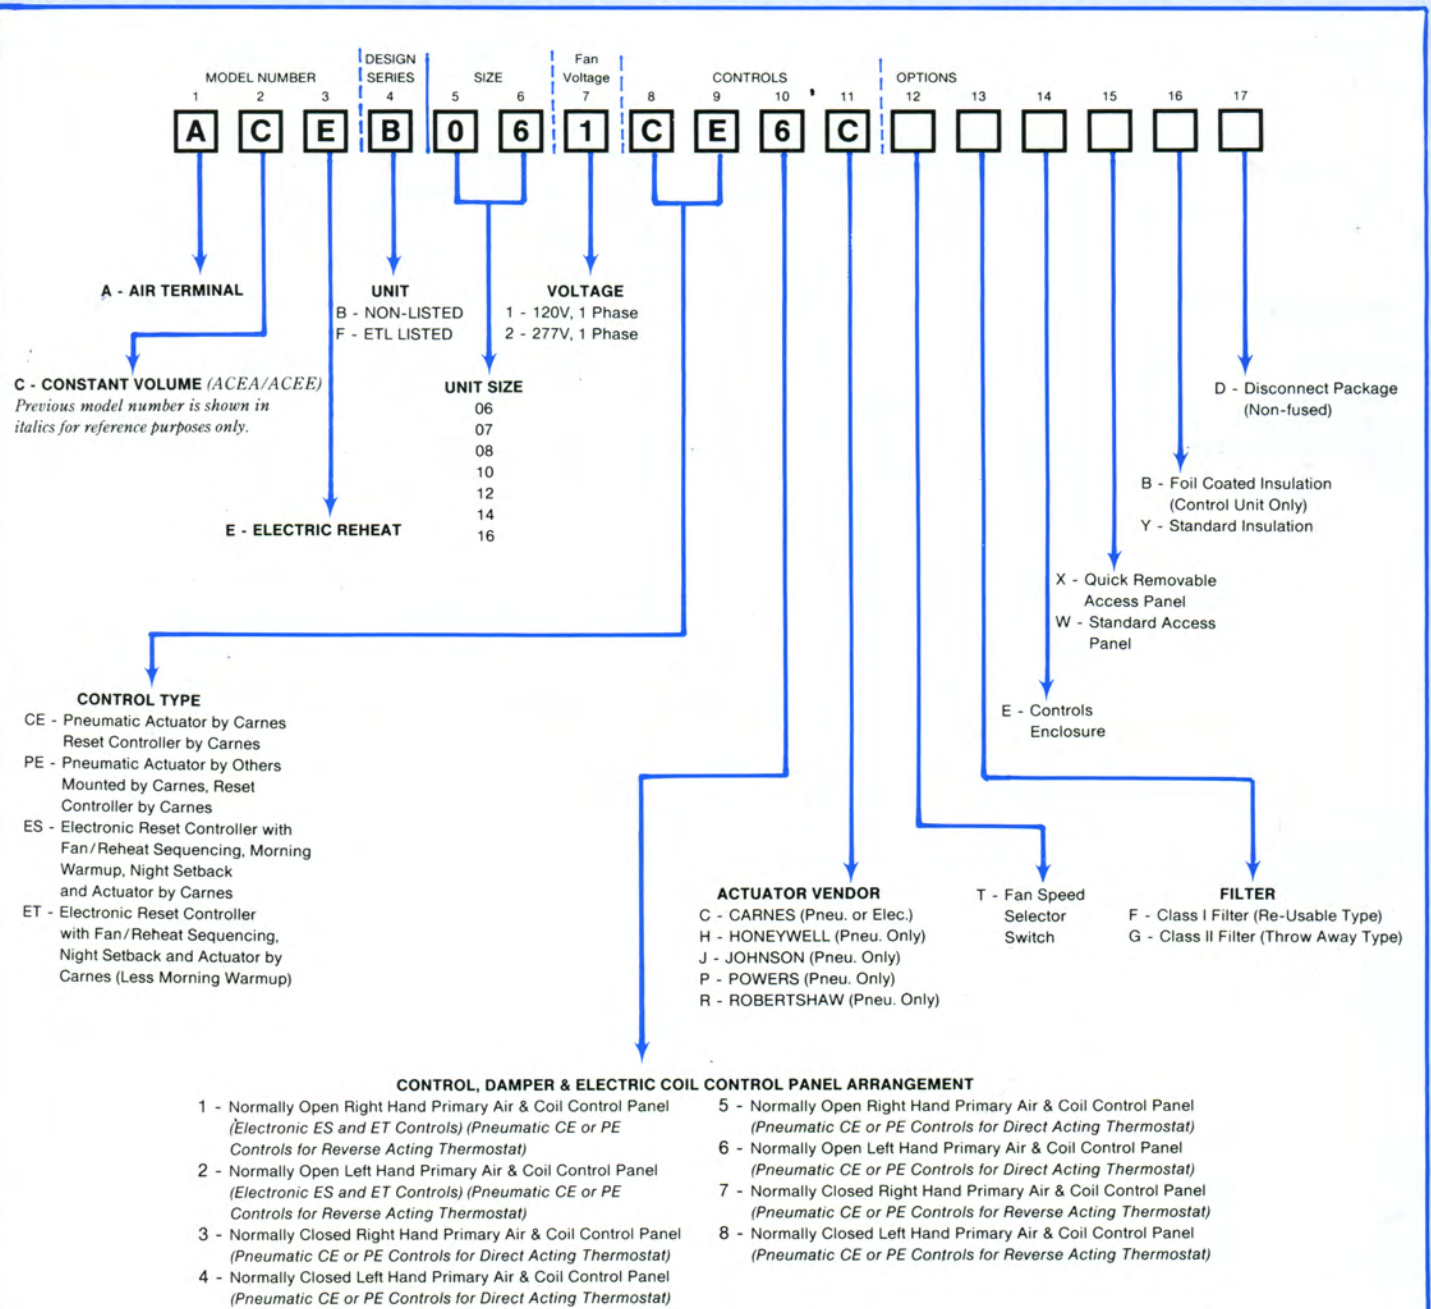 MODEL NUMBER
DESIGN
SERIES
SIZE
Fan
Voltage
CONTROLS
OPTIONS
1 2 3 4 5 6 7 8 9 10 11 12 13 14 15 16 17
A C E B 0 6 1 C E 6 C
A - AIR TERMINAL
UNIT
B - NON-LISTED
F - ETL LISTED
VOLTAGE
1 - 120V, 1 Phase
2 - 277V, 1 Phase
C - CONSTANT VOLUME (ACEA/ACEE)
Previous model number is shown in
italics for reference purposes only.
UNIT SIZE
06
07
08
10
12
14
16
E - ELECTRIC REHEAT
D - Disconnect Package
(Non-fused)
B - Foil Coated Insulation
(Control Unit Only)
Y - Standard Insulation
X - Quick Removable
Access Panel
W - Standard Access
Panel
E - Controls
Enclosure
CONTROL TYPE
CE - Pneumatic Actuator by Carnes
Reset Controller by Carnes
PE - Pneumatic Actuator by Others
Mounted by Carnes, Reset
Controller by Carnes
ES - Electronic Reset Controller with
Fan/Reheat Sequencing, Morning
Warmup, Night Setback
and Actuator by Carnes
ET - Electronic Reset Controller
with Fan/Reheat Sequencing,
Night Setback and Actuator by
Carnes (Less Morning Warmup)
ACTUATOR VENDOR
C - CARNES (Pneu. or Elec.)
H - HONEYWELL (Pneu. Only)
J - JOHNSON (Pneu. Only)
P - POWERS (Pneu. Only)
R - ROBERTSHAW (Pneu. Only)
T - Fan Speed
Selector
Switch
FILTER
F - Class I Filter (Re-Usable Type)
G - Class II Filter (Throw Away Type)
CONTROL, DAMPER & ELECTRIC COIL CONTROL PANEL ARRANGEMENT
1 - Normally Open Right Hand Primary Air & Coil Control Panel
(Electronic ES and ET Controls) (Pneumatic CE or PE
Controls for Reverse Acting Thermostat)
2 - Normally Open Left Hand Primary Air & Coil Control Panel
(Electronic ES and ET Controls) (Pneumatic CE or PE
Controls for Reverse Acting Thermostat)
3 - Normally Closed Right Hand Primary Air & Coil Control Panel
(Pneumatic CE or PE Controls for Direct Acting Thermostat)
4 - Normally Closed Left Hand Primary Air & Coil Control Panel
(Pneumatic CE or PE Controls for Direct Acting Thermostat)
5 - Normally Open Right Hand Primary Air & Coil Control Panel
(Pneumatic CE or PE Controls for Direct Acting Thermostat)
6 - Normally Open Left Hand Primary Air & Coil Control Panel
(Pneumatic CE or PE Controls for Direct Acting Thermostat)
7 - Normally Closed Right Hand Primary Air & Coil Control Panel
(Pneumatic CE or PE Controls for Reverse Acting Thermostat)
8 - Normally Closed Left Hand Primary Air & Coil Control Panel
(Pneumatic CE or PE Controls for Reverse Acting Thermostat)